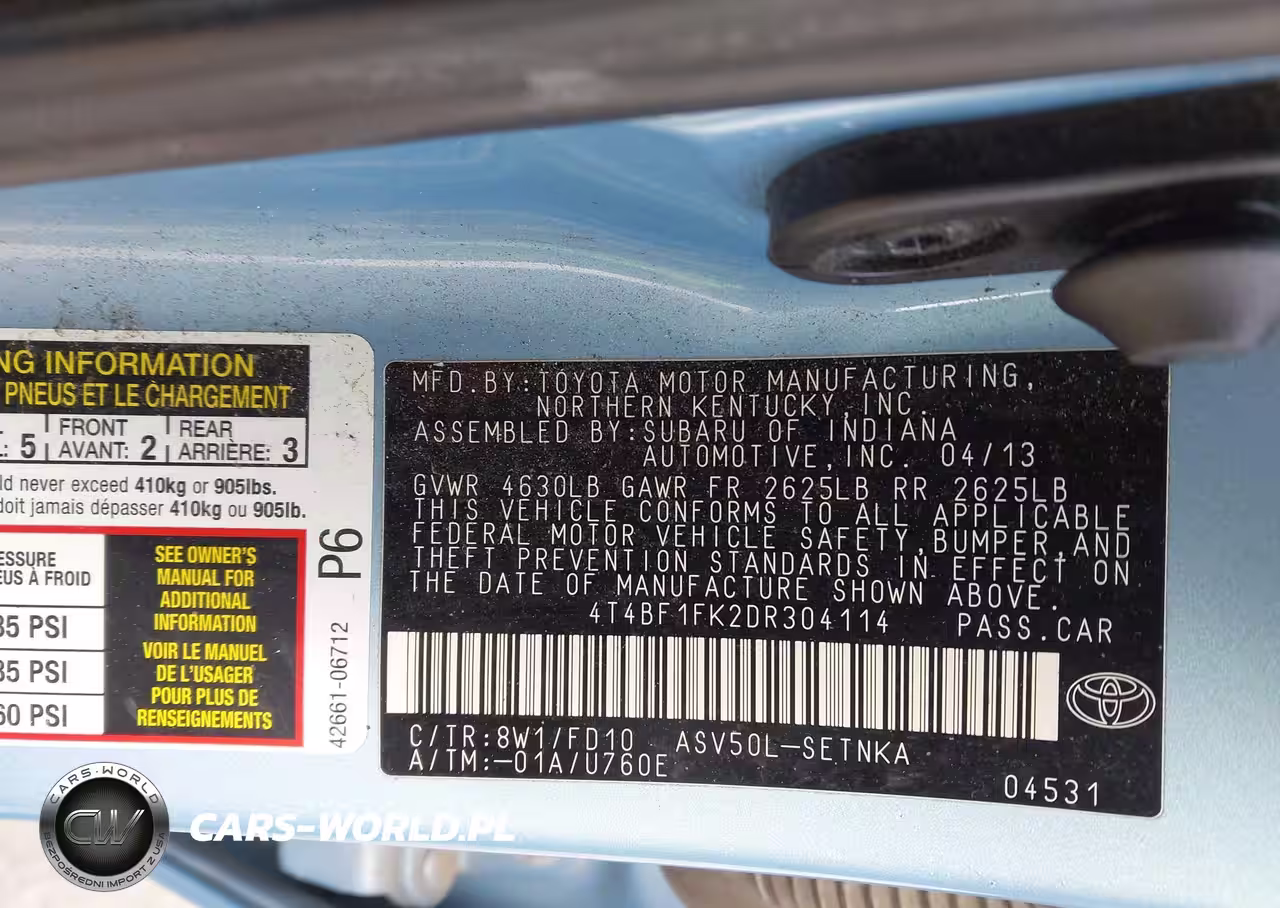 NG INFORMATION
PNEUS ET LE CHARGEMENT
5 FRONT AVANT: 2 REAR ARRIÈRE: 3
ld never exceed 410kg or 905lbs.
doit jamais dépasser 410kg ou 905lb.
ESSURE
EUS À FROID
35 PSI
35 PSI
60 PSI
SEE OWNER'S
MANUAL FOR
ADDITIONAL
INFORMATION
VOIR LE MANUEL
DE L'USAGER
POUR PLUS DE
RENSEIGNEMENTS
P6
42661-06712
MFD.BY:TOYOTA MOTOR MANUFACTURING,
NORTHERN KENTUCKY,INC.
ASSEMBLED BY:SUBARU OF INDIANA
AUTOMOTIVE,INC. 04/13
GVWR 4630LB GAWR FR 2625LB RR 2625LB
THIS VEHICLE CONFORMS TO ALL APPLICABLE
FEDERAL MOTOR VEHICLE SAFETY,BUMPER,AND
THEFT PREVENTION STANDARDS IN EFFECT ON
THE DATE OF MANUFACTURE SHOWN ABOVE.
4T4BF1FK2DR304114 PASS.CAR
C/TR:8W1/FD10 ASV50L-SETNKA
A/TM:-01A/U760E
04531
CARS-WORLD
CW
BEZPOŚREDNI IMPORT Z USA
CARS-WORLD.PL